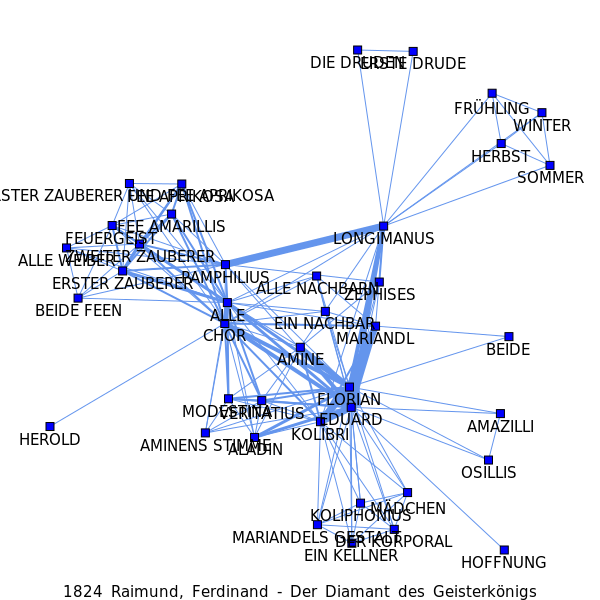 DIE DRUDEN
ERSTE DRUDE
FRÜHLING
WINTER
HERBST
SOMMER
ERSTER ZAUBERER UND FEE APRIKOSA
FEE APRIKOSA
FEE AMARILLIS
LONGIMANUS
FEUERGEIST
ZWEITER ZAUBERER
ALLE WEIBER
PAMPHILIUS
ERSTER ZAUBERER
ALLE NACHBARN
ZEPHISES
BEIDE FEEN
ALLE
EIN NACHBAR
CHOR
MARIANDL
BEIDE
AMINE
FLORIAN
MODESTINA
VERITATIUS
EDUARD
AMAZILLI
KOLIBRI
HEROLD
AMINENS STIMME
ALADIN
OSILLIS
MÄDCHEN
KOLIPHONIUS
MARIANDELS GESTALT
DER KORPORAL
EIN KELLNER
HOFFNUNG
1824 Raimund, Ferdinand - Der Diamant des Geisterkönigs